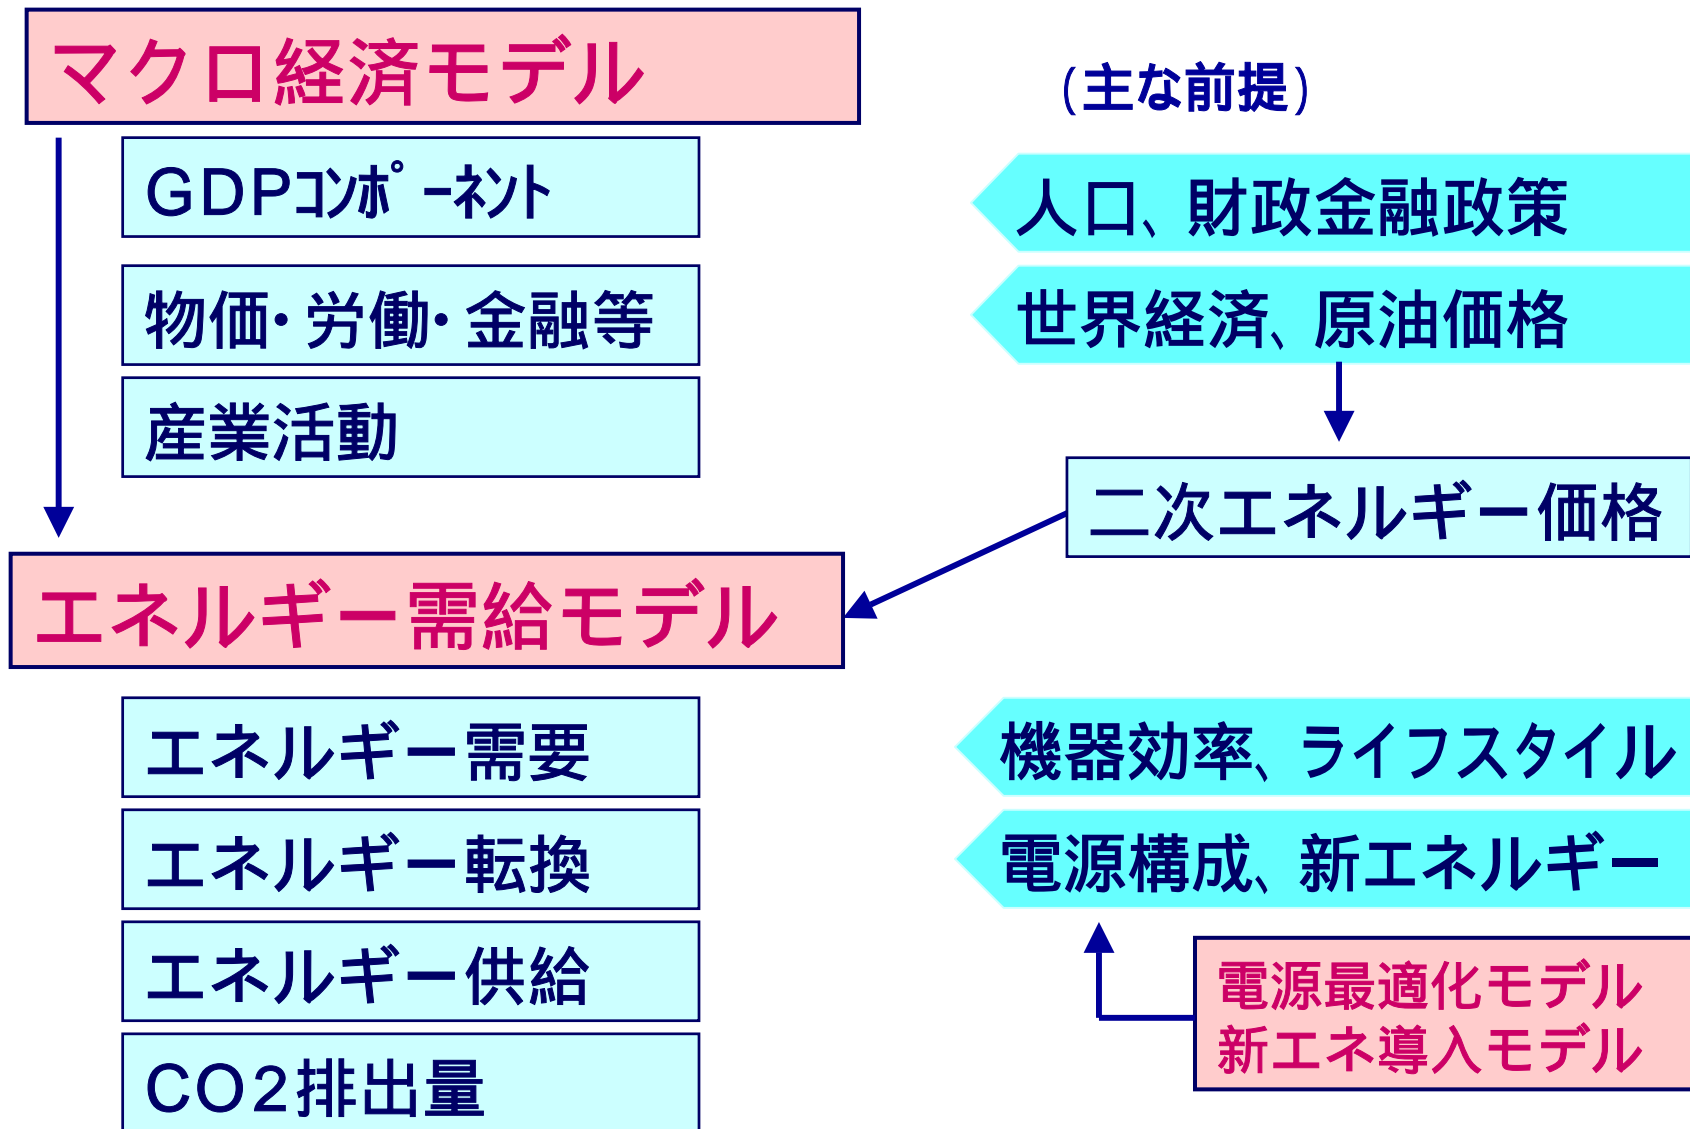 マクロ経済モデル
GDPｺﾝﾎﾟｰﾈﾝﾄ
物価・労働・金融等
産業活動
エネルギー需給モデル
エネルギー需要
エネルギー転換
エネルギー供給
CO2排出量
(主な前提)
人口、財政金融政策
世界経済、原油価格
二次エネルギー価格
機器効率、ライフスタイル
電源構成、新エネルギー
電源最適化モデル
新エネ導入モデル